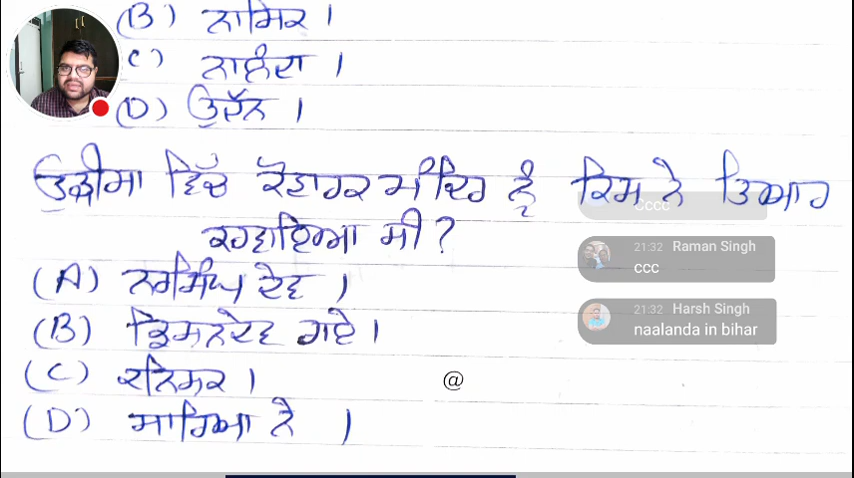 (B) ਨਾਸਿਕ ।
C) ਨਾਲੰਦਾ ।
(D) ਉਜੈਨ ।
ਉੜੀਸਾ ਵਿੱਚ ਕੋਣਾਰਕ ਮੰਦਿਰ ਨੂੰ ਕਿਸ ਨੇ ਤਿਆਰ
ਕਰਵਾਇਆ ਸੀ?
(A) ਨਰਸਿੰਘ ਦੇਵ ।
(B) ਕ੍ਰਿਸ਼ਨਦੇਵ ਰਾਏ ।
(C) ਕਨਿਸ਼ਕ ।
(D) ਸਾਰਿਆ ਨੇ ।
@
Cccc
21:32 Raman Singh
ccc
21:32 Harsh Singh
naalanda in bihar